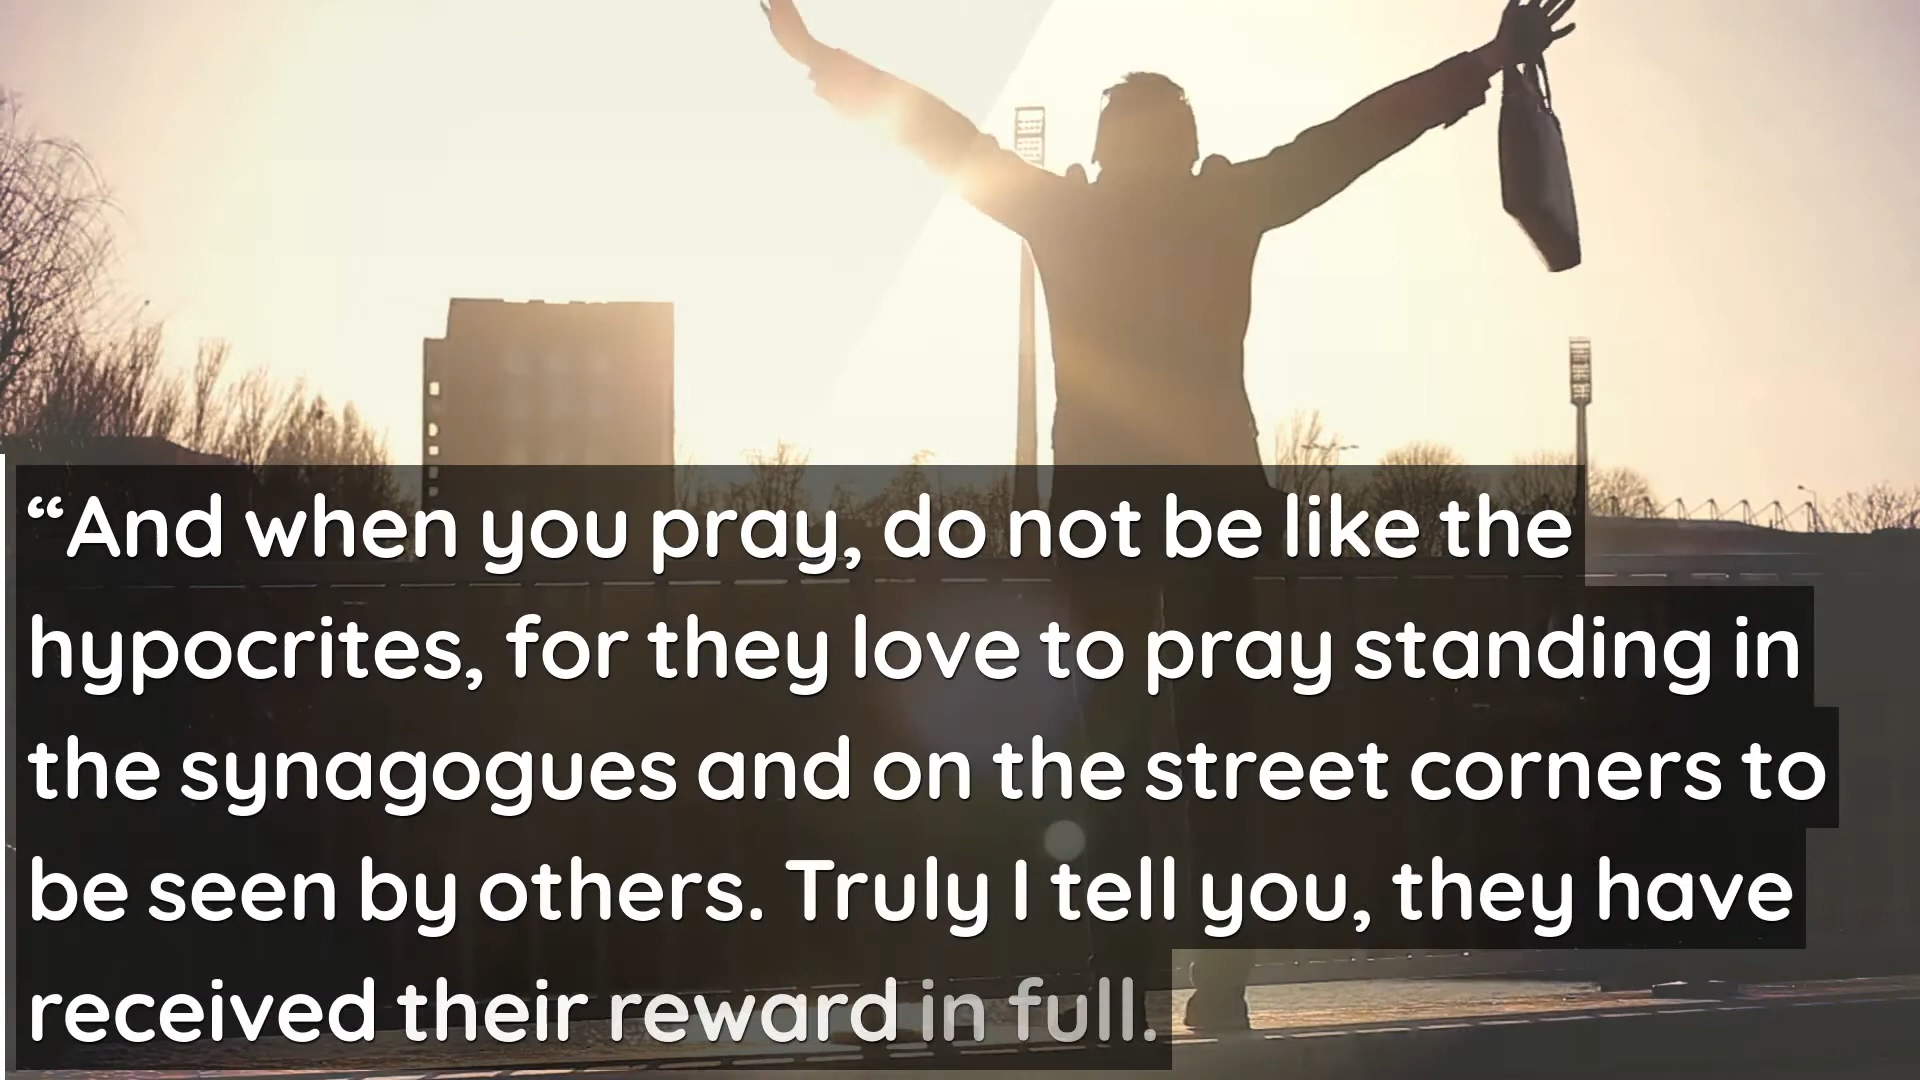 “And when you pray, do not be like the
hypocrites, for they love to pray standing in
the synagogues and on the street corners to
be seen by others. Truly I tell you, they have
received their reward in full.